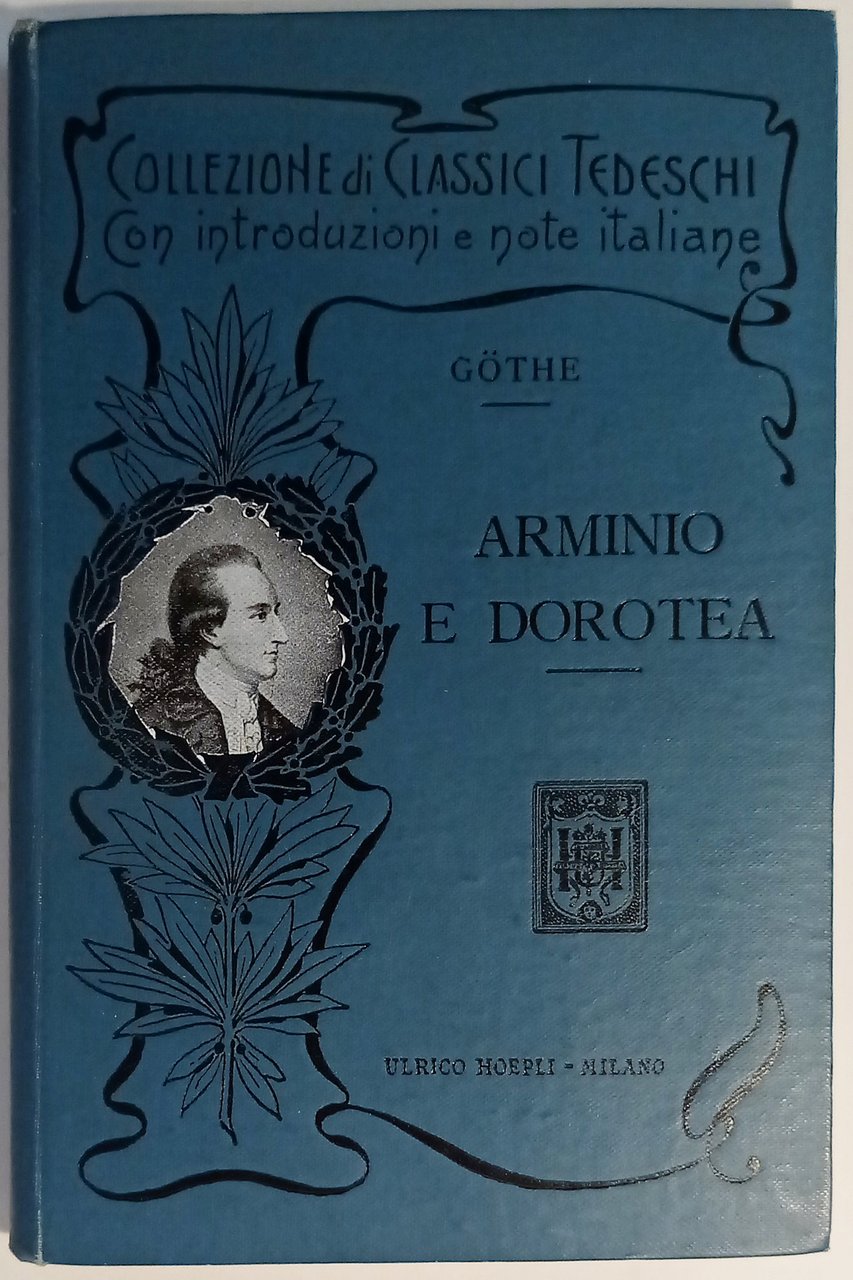 COLLEZIONE di CLASSICI TEDESCHI
Con introduzioni e note italiane
GÖTHE
ARMINIO
E DOROTEA
ULRICO HOEPLI - MILANO